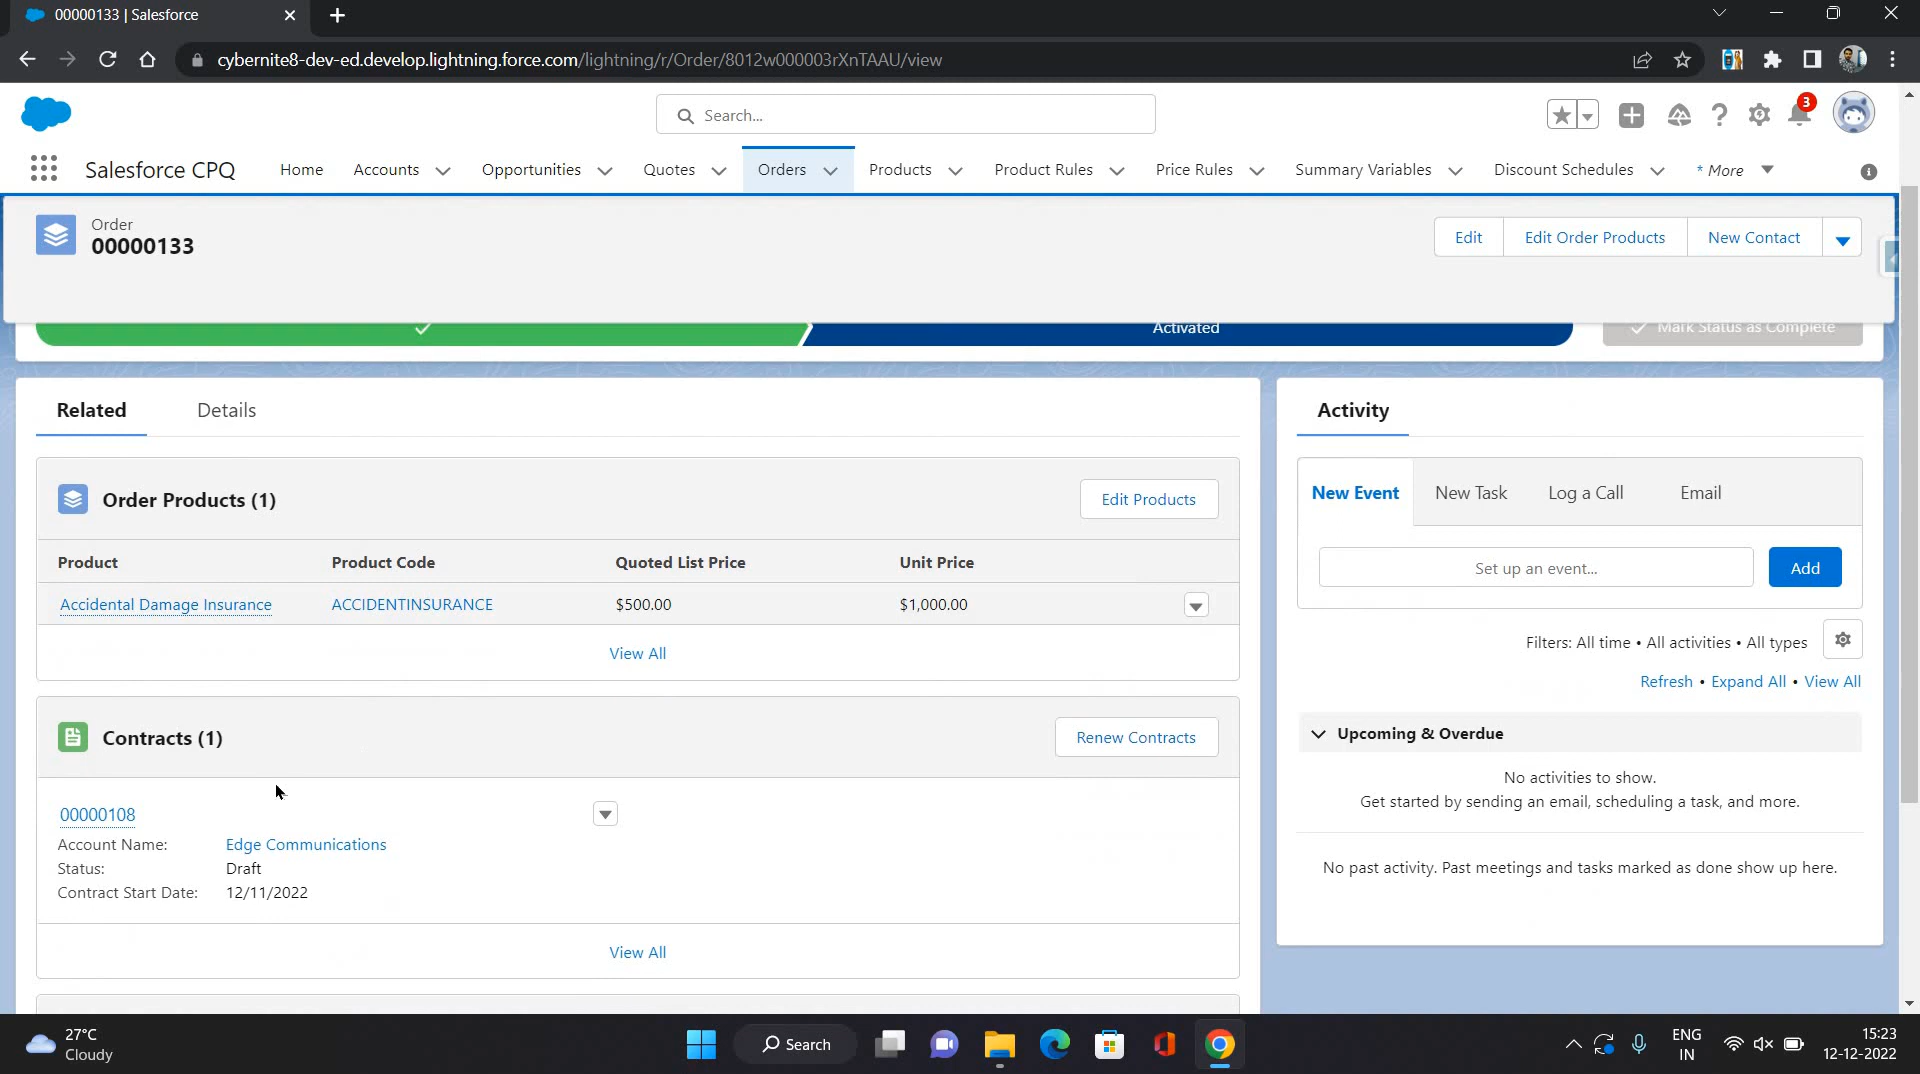 00000133 | Salesforce
cybernite8-dev-ed.develop.lightning.force.com/lightning/r/Order/8012w000003rXnTAAU/view
Search...
3
Salesforce CPQ
Home
Accounts
Opportunities
Quotes
Orders
Products
Product Rules
Price Rules
Summary Variables
Discount Schedules
* More
Order
00000133
Edit
Edit Order Products
New Contact
Activated
Mark Status as Complete
Related
Details
Activity
Order Products (1)
Edit Products
Product
Product Code
Quoted List Price
Unit Price
Accidental Damage Insurance
ACCIDENTINSURANCE
$500.00
$1,000.00
View All
Contracts (1)
Renew Contracts
00000108
Account Name: Edge Communications
Status: Draft
Contract Start Date: 12/11/2022
View All
New Event
New Task
Log a Call
Email
Set up an event...
Add
Filters: All time • All activities • All types
Refresh • Expand All • View All
Upcoming & Overdue
No activities to show.
Get started by sending an email, scheduling a task, and more.
No past activity. Past meetings and tasks marked as done show up here.
27°C
Cloudy
Search
ENG
IN
15:23
12-12-2022